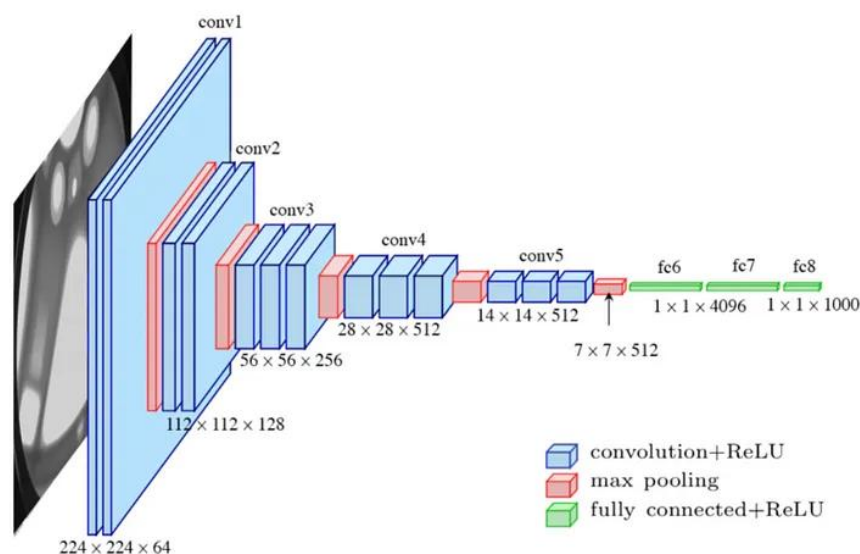 conv1
conv2
conv3
conv4
conv5
fc6
fc7
fc8
1 × 1 × 4096
1 × 1 × 1000
28 × 28 × 512
14 × 14 × 512
7 × 7 × 512
56 × 56 × 256
112 × 112 × 128
224 × 224 × 64
convolution+ReLU
max pooling
fully connected+ReLU